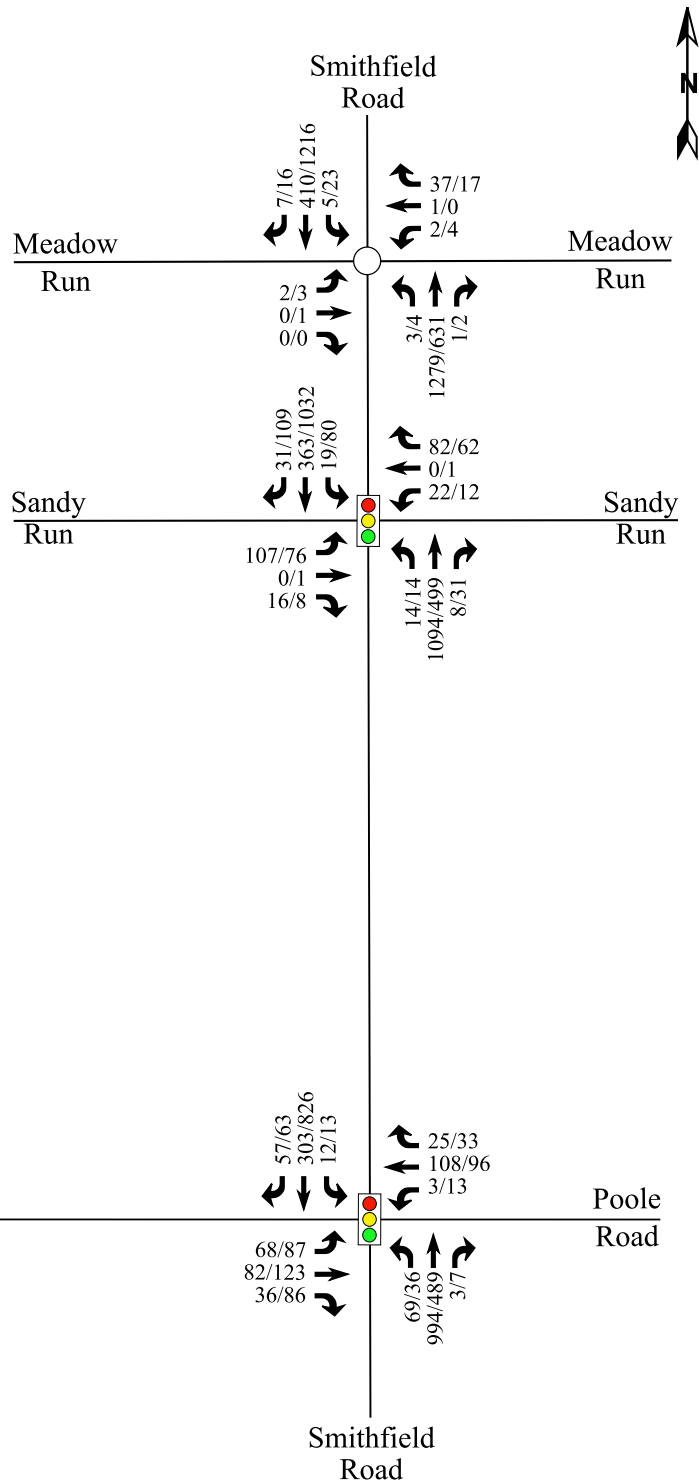 Smithfield
Road
N
7/16
410/1216
5/23
37/17
1/0
2/4
Meadow
Run
Meadow
Run
2/3
0/1
0/0
3/4
1279/631
1/2
31/109
363/1032
19/80
82/62
0/1
22/12
Sandy
Run
Sandy
Run
107/76
0/1
16/8
14/14
1094/499
8/31
57/63
303/826
12/13
25/33
108/96
3/13
Poole
Road
68/87
82/123
36/86
69/36
994/489
3/7
Smithfield
Road